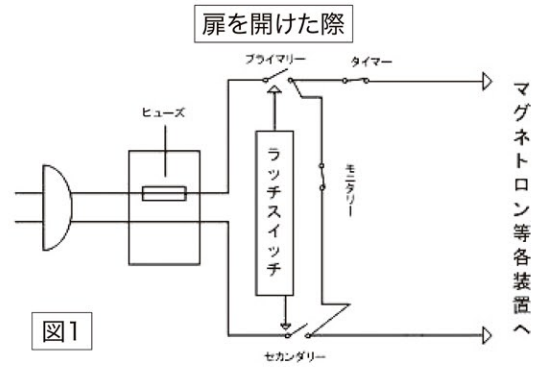 扉を開けた際
プライマリー
タイマー
ヒューズ
ラッチスイッチ
モニタリー
マグネトロン等各装置へ
図1
セカンダリー